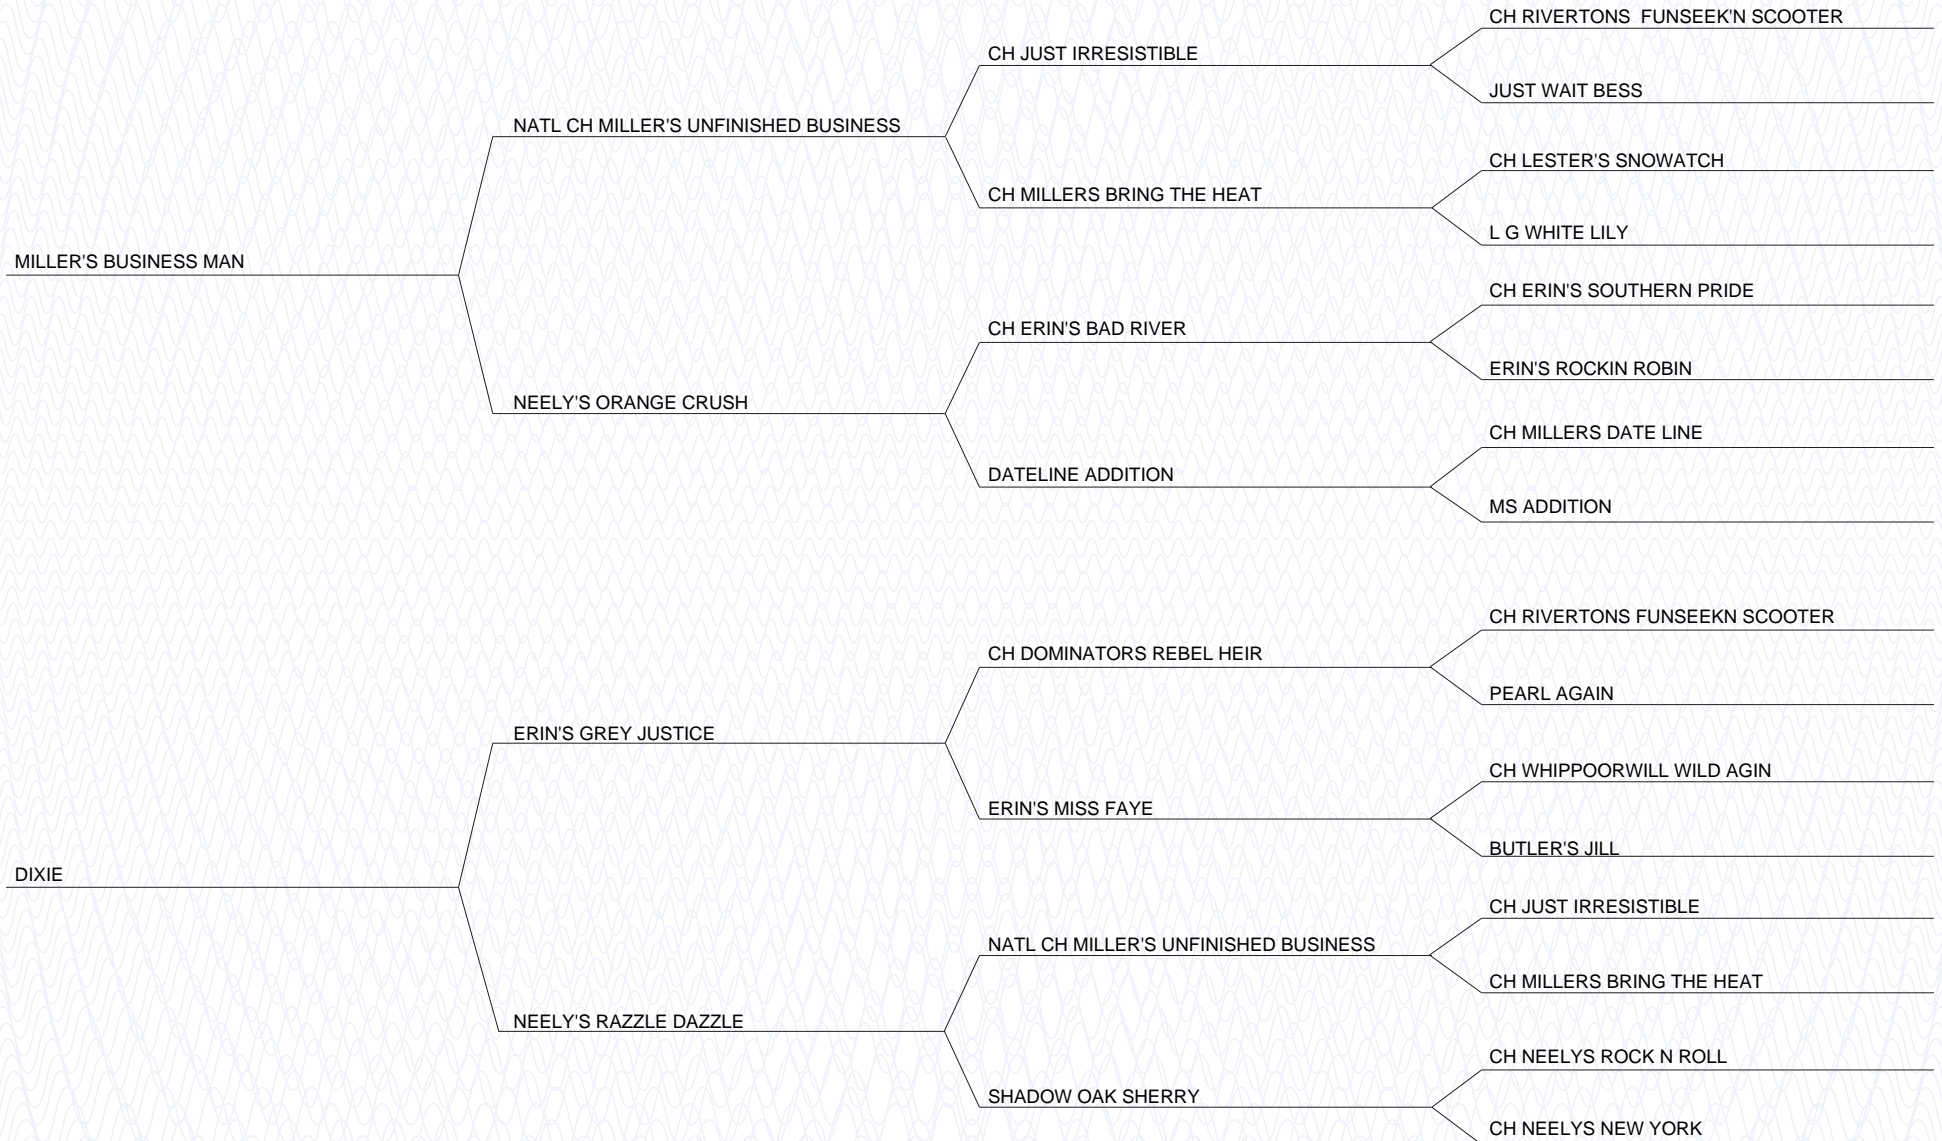 CH RIVERTONS  FUNSEEK'N SCOOTER
CH JUST IRRESISTIBLE
JUST WAIT BESS
NATL CH MILLER'S UNFINISHED BUSINESS
CH LESTER'S SNOWATCH
CH MILLERS BRING THE HEAT
L G WHITE LILY
MILLER'S BUSINESS MAN
CH ERIN'S SOUTHERN PRIDE
CH ERIN'S BAD RIVER
ERIN'S ROCKIN ROBIN
NEELY'S ORANGE CRUSH
CH MILLERS DATE LINE
DATELINE ADDITION
MS ADDITION
CH RIVERTONS FUNSEEKN SCOOTER
CH DOMINATORS REBEL HEIR
PEARL AGAIN
ERIN'S GREY JUSTICE
CH WHIPPOORWILL WILD AGIN
ERIN'S MISS FAYE
BUTLER'S JILL
DIXIE
CH JUST IRRESISTIBLE
NATL CH MILLER'S UNFINISHED BUSINESS
CH MILLERS BRING THE HEAT
NEELY'S RAZZLE DAZZLE
CH NEELYS ROCK N ROLL
SHADOW OAK SHERRY
CH NEELYS NEW YORK